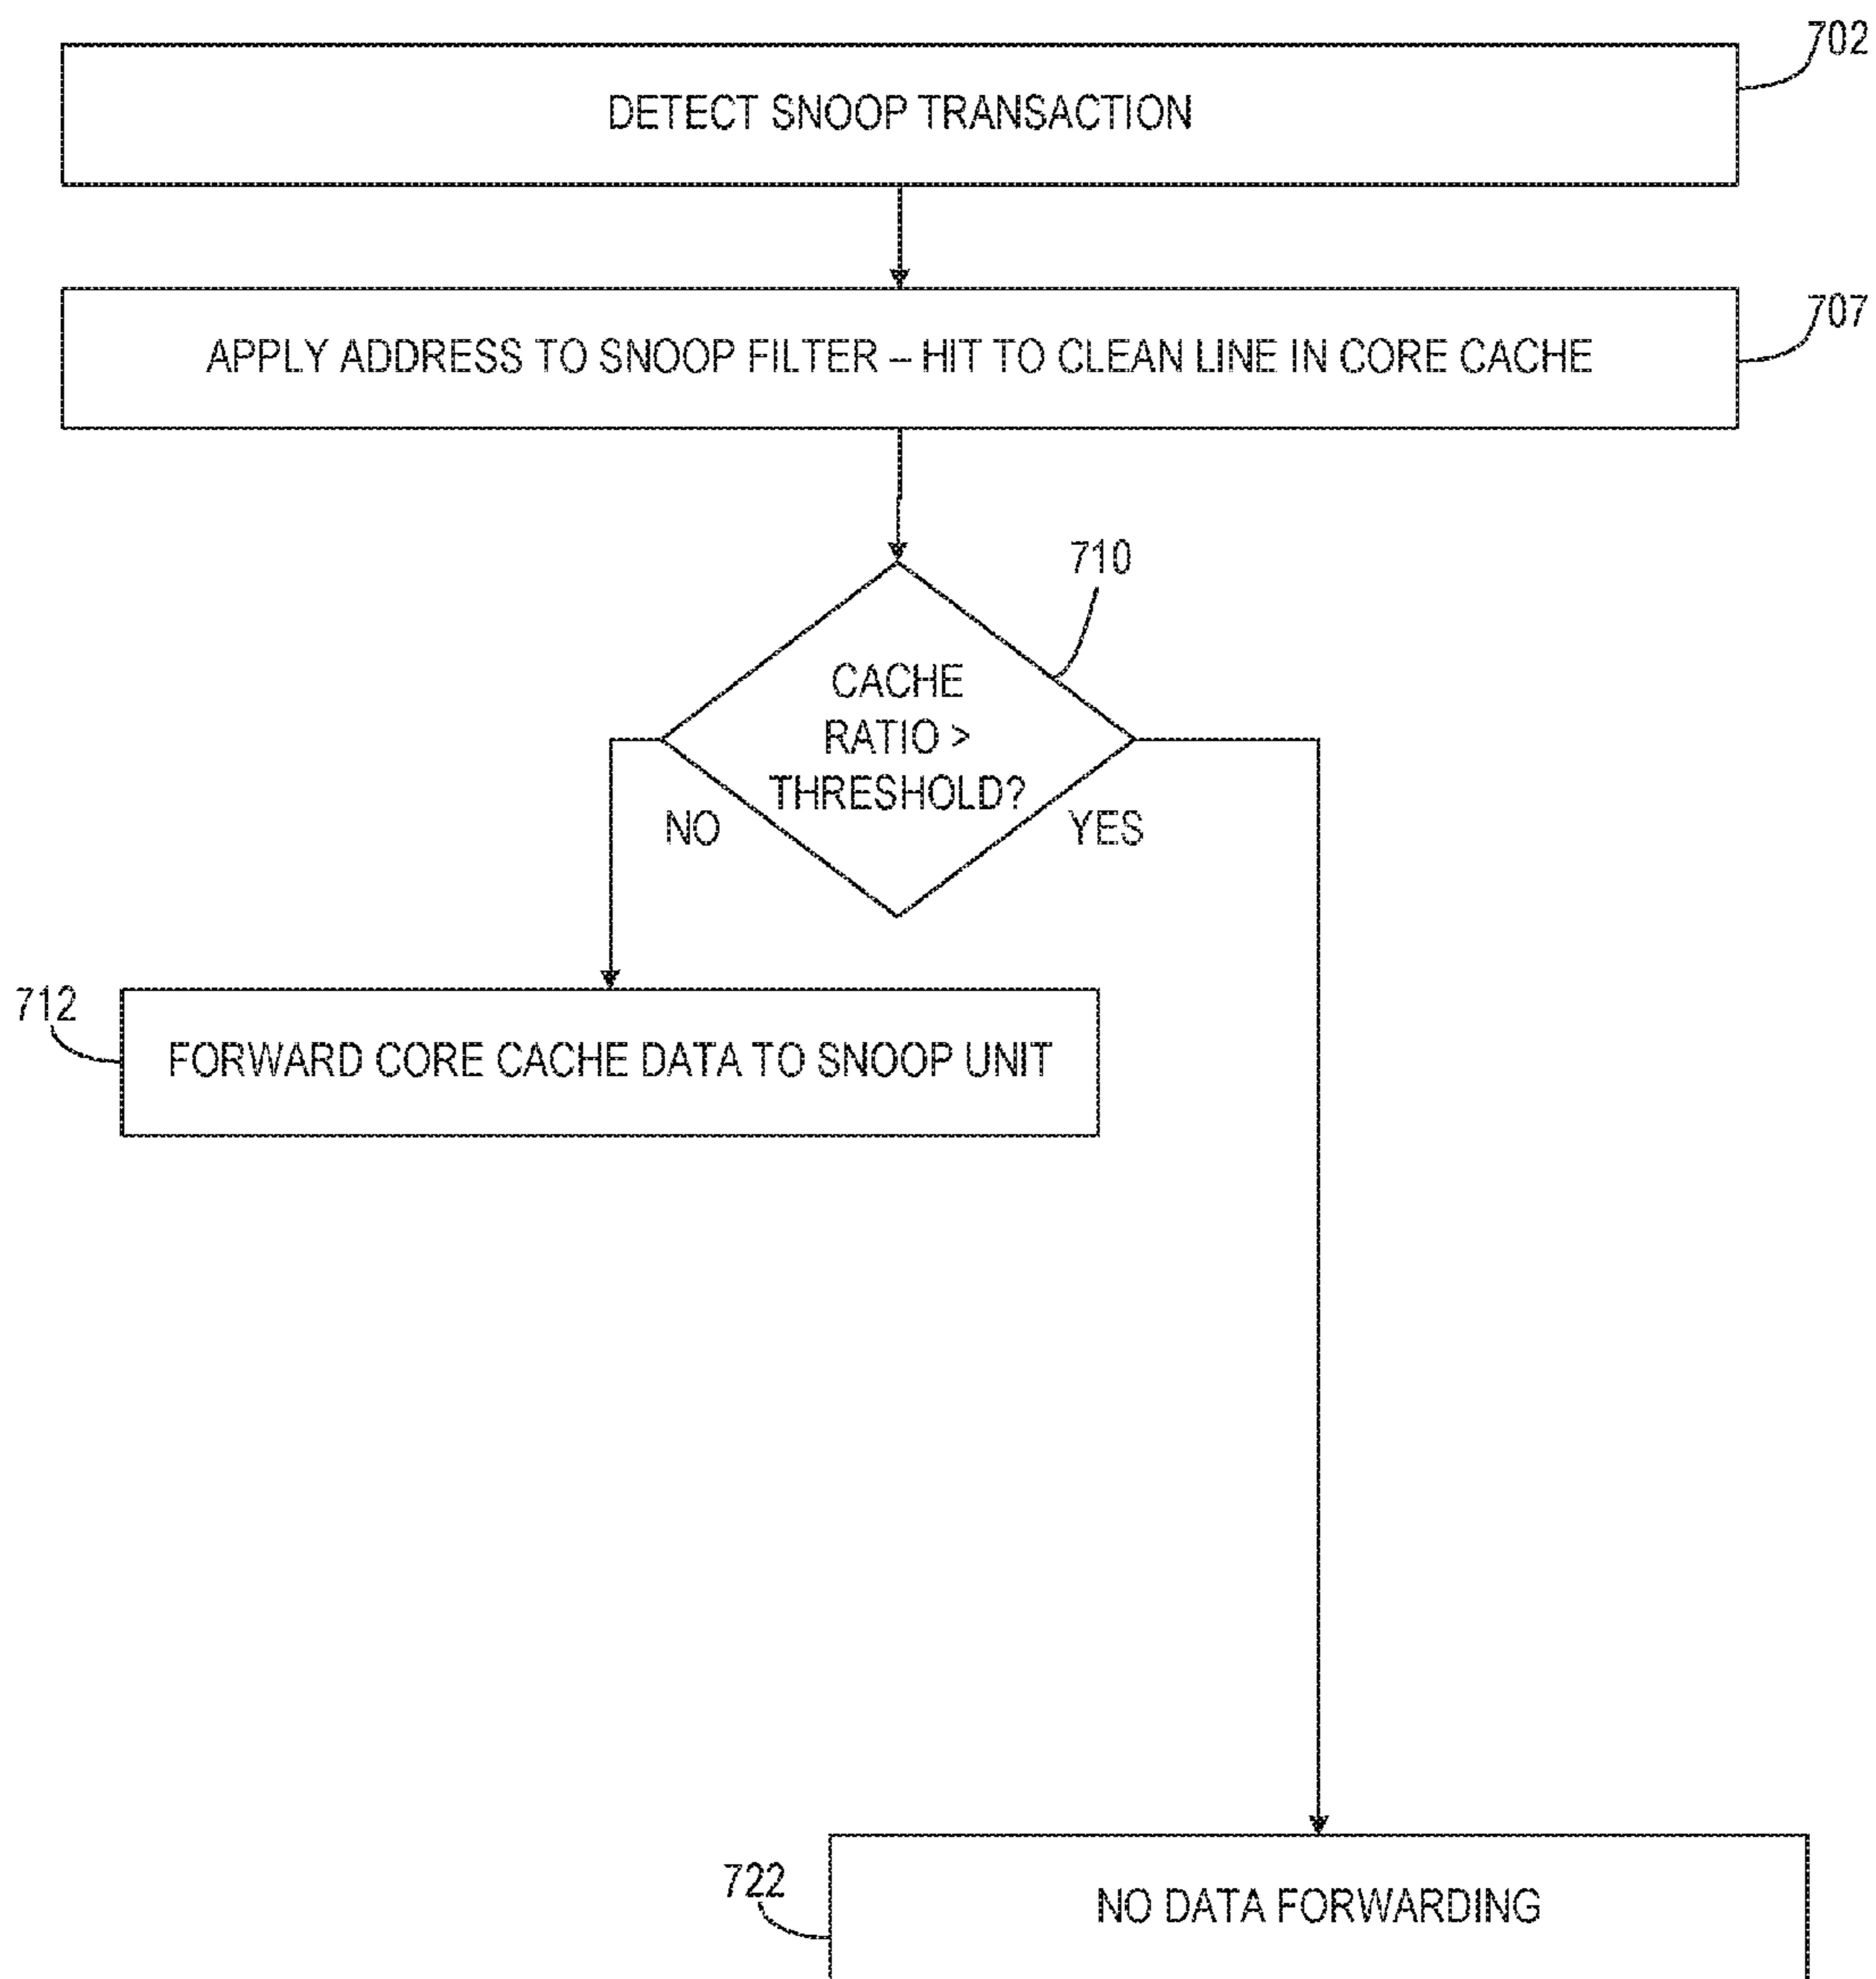 702
DETECT SNOOP TRANSACTION
707
APPLY ADDRESS TO SNOOP FILTER – HIT TO CLEAN LINE IN CORE CACHE
710
CACHE
RATIO >
THRESHOLD?
NO
YES
712
FORWARD CORE CACHE DATA TO SNOOP UNIT
722
NO DATA FORWARDING